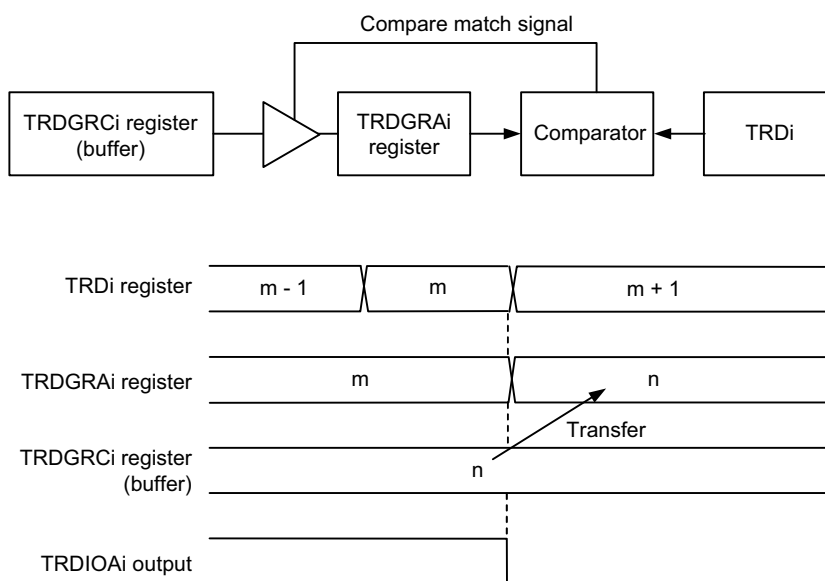 Compare match signal
TRDGRCi register
(buffer)
TRDGRAi
register
Comparator
TRDi
TRDi register
m - 1
m
m + 1
TRDGRAi register
m
n
Transfer
TRDGRCi register
(buffer)
n
TRDIOAi output